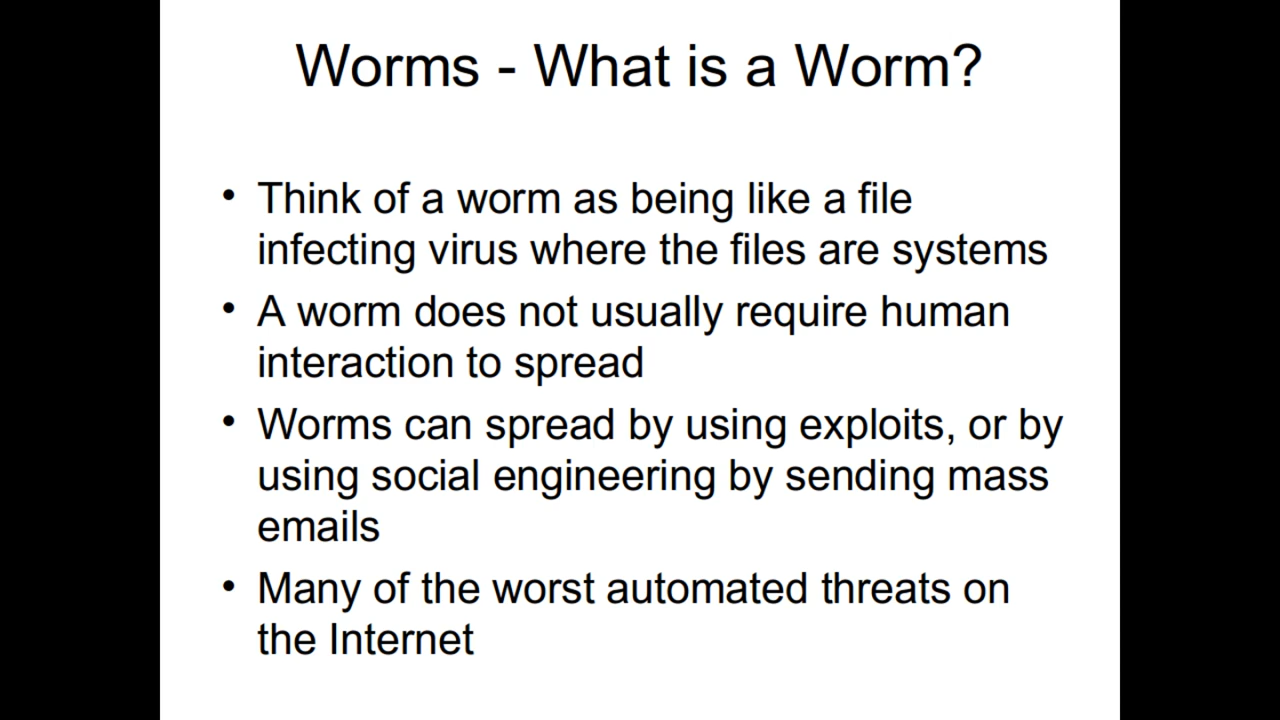 Worms - What is a Worm?
• Think of a worm as being like a file
infecting virus where the files are systems
• A worm does not usually require human
interaction to spread
• Worms can spread by using exploits, or by
using social engineering by sending mass
emails
• Many of the worst automated threats on
the Internet